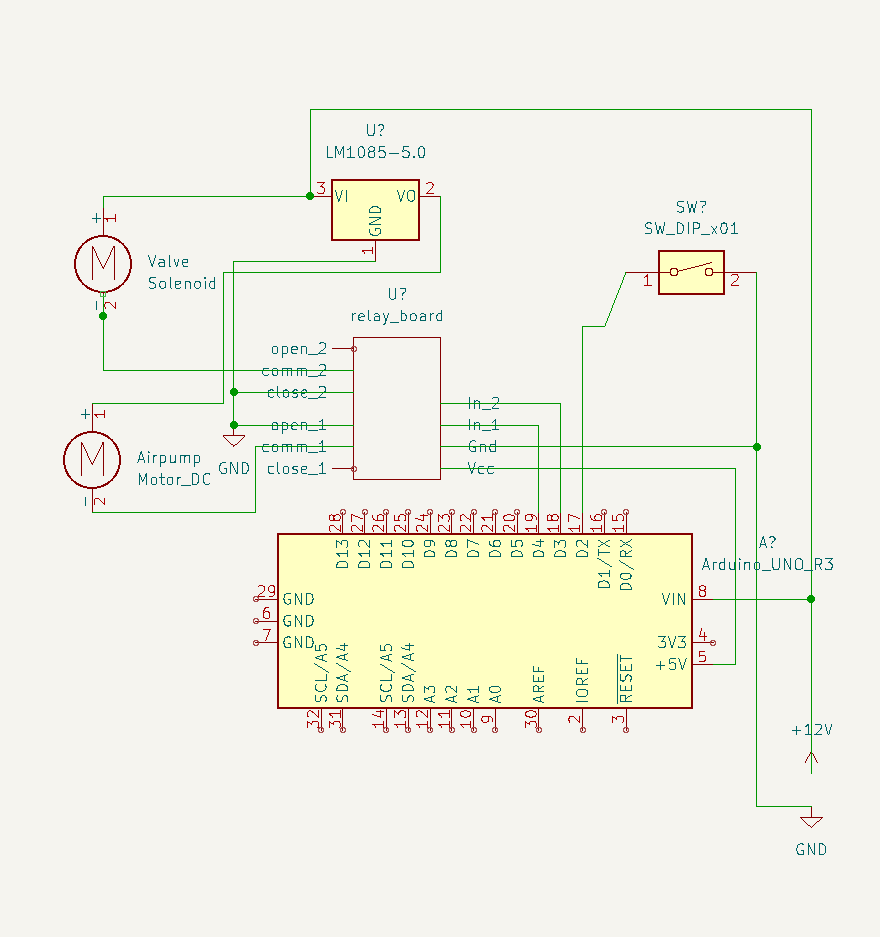 U?
LM1085-5.0
3
VI
VO
2
GND
1
SW?
SW_DIP_x01
1
2
+
1
M
Valve
Solenoid
-
2
U?
relay_board
open_2
comm_2
close_2
open_1
comm_1
close_1
In_2
In_1
Gnd
Vcc
+
1
M
Airpump
Motor_DC
-
2
GND
28
27
26
25
24
23
22
21
20
19
18
17
16
15
D13
D12
D11
D10
D9
D8
D7
D6
D5
D4
D3
D2
D1/TX
D0/RX
A?
Arduino_UNO_R3
29
GND
6
GND
7
GND
VIN
8
3V3
4
+5V
5
SCL/A5
SDA/A4
SCL/A5
SDA/A4
A3
A2
A1
A0
AREF
IOREF
RESET
32
31
14
13
12
11
10
9
30
2
3
+12V
GND